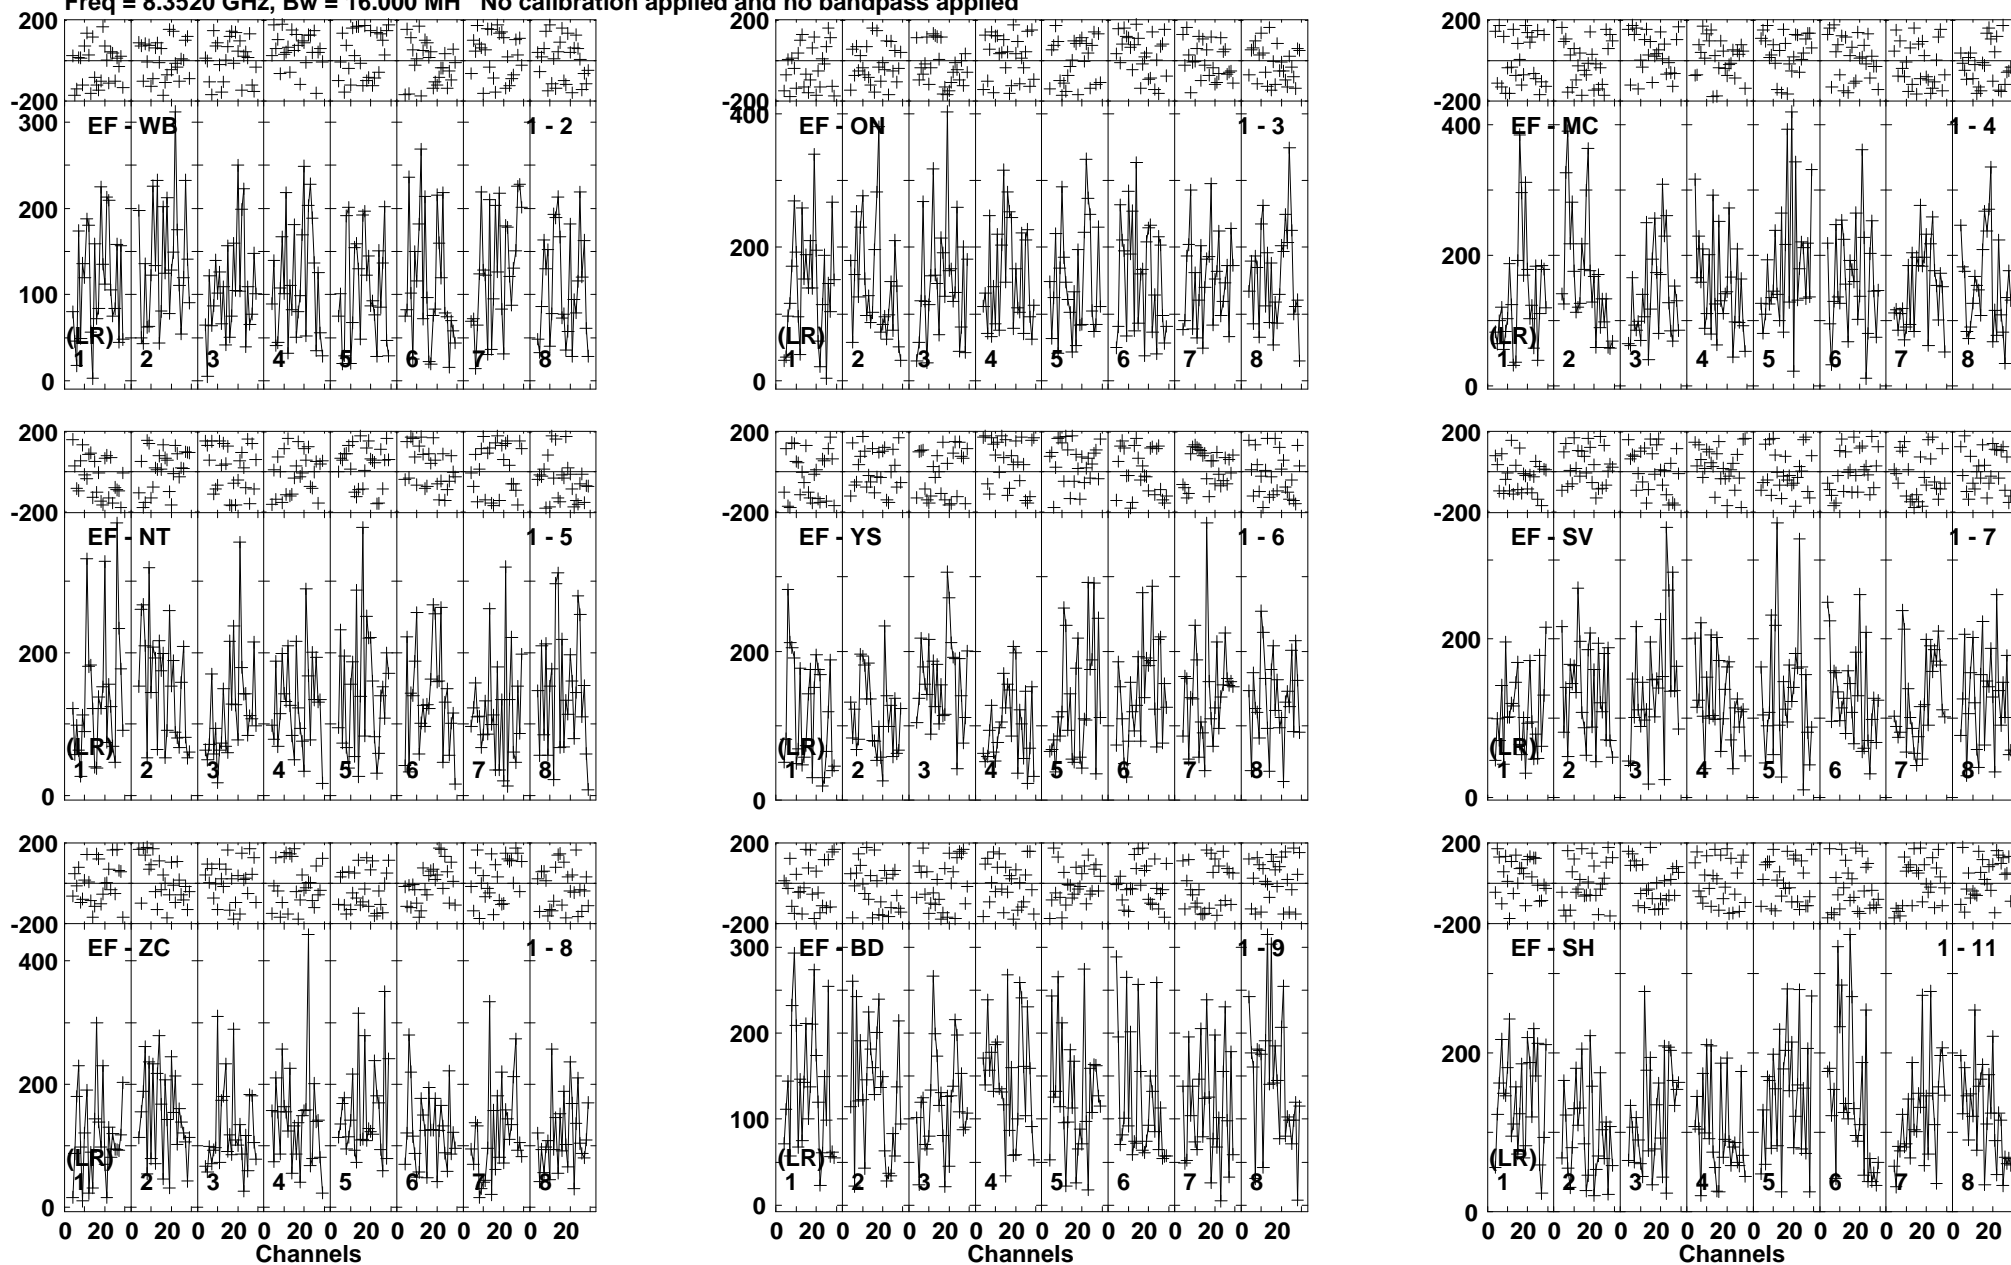 Freq = 8.3520 GHz, Bw = 16.000 MH No calibration applied and no bandpass applied
200 200 200
-200 -200 -200
300 400 400
EF - WB 1 - 2 EF - ON 1 - 3 EF - MC 1 - 4
200 200 200
100
(LR) (LR) (LR)
1 2 3 4 5 6 7 8 1 2 3 4 5 6 7 8 1 2 3 4 5 6 7 8
0 0 0
200 200 200
-200 -200 -200
EF - NT 1 - 5 EF - YS 1 - 6 EF - SV 1 - 7
200 200 200
(LR) (LR) (LR)
1 2 3 4 5 6 7 8 1 2 3 4 5 6 7 8 1 2 3 4 5 6 7 8
0 0 0
200 200 200
-200 -200 -200
EF - ZC 1 - 8 EF - BD 1 - 9 EF - SH 1 - 11
400 300
200 200 200
100
(LR) (LR) (LR)
1 2 3 4 5 6 7 8 1 2 3 4 5 6 7 8 1 2 3 4 5 6 7 8
0 0 0
0 20 0 20 0 20 0 20 0 20 0 20 0 20 0 20 0 20 0 20 0 20 0 20 0 20 0 20 0 20 0 20 0 20 0 20 0 20 0 20 0 20 0 20 0 20 0 20
Channels Channels Channels